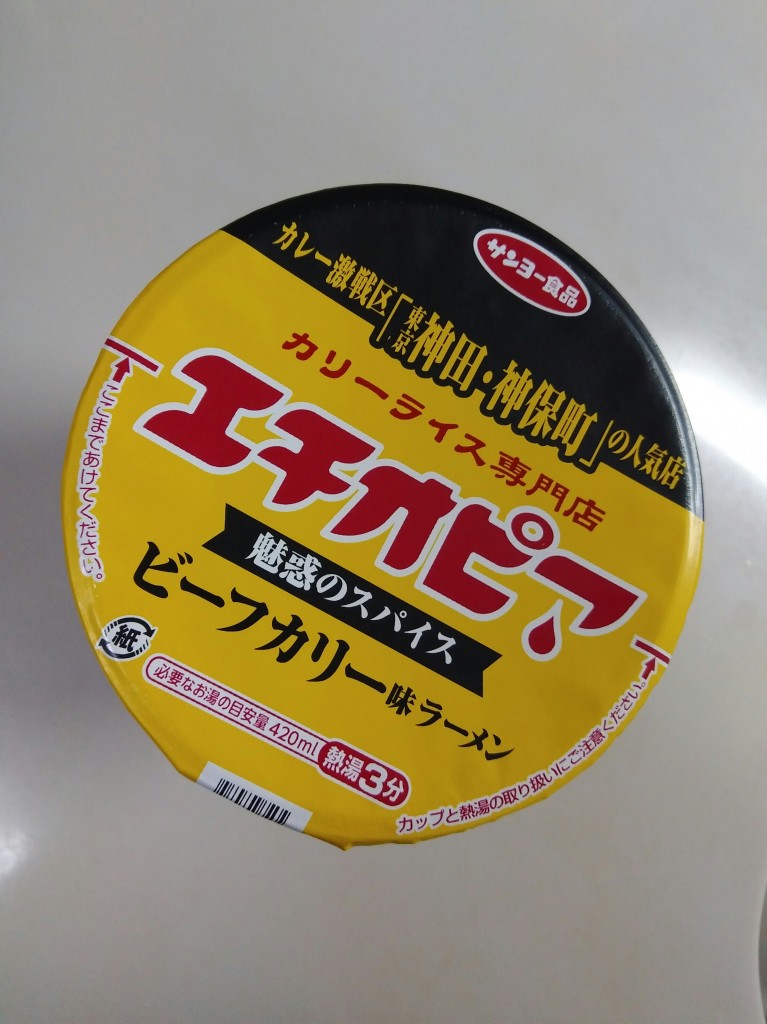 サンヨー食品
カレー激戦区「東京神田・神保町」の人気店
カリーライス専門店
エチオピア
魅惑のスパイス
ビーフカリー味ラーメン
必要なお湯の目安量420ml 熱湯3分
ここまであけてください。
紙
カップと熱湯の取り扱いにご注意ください。